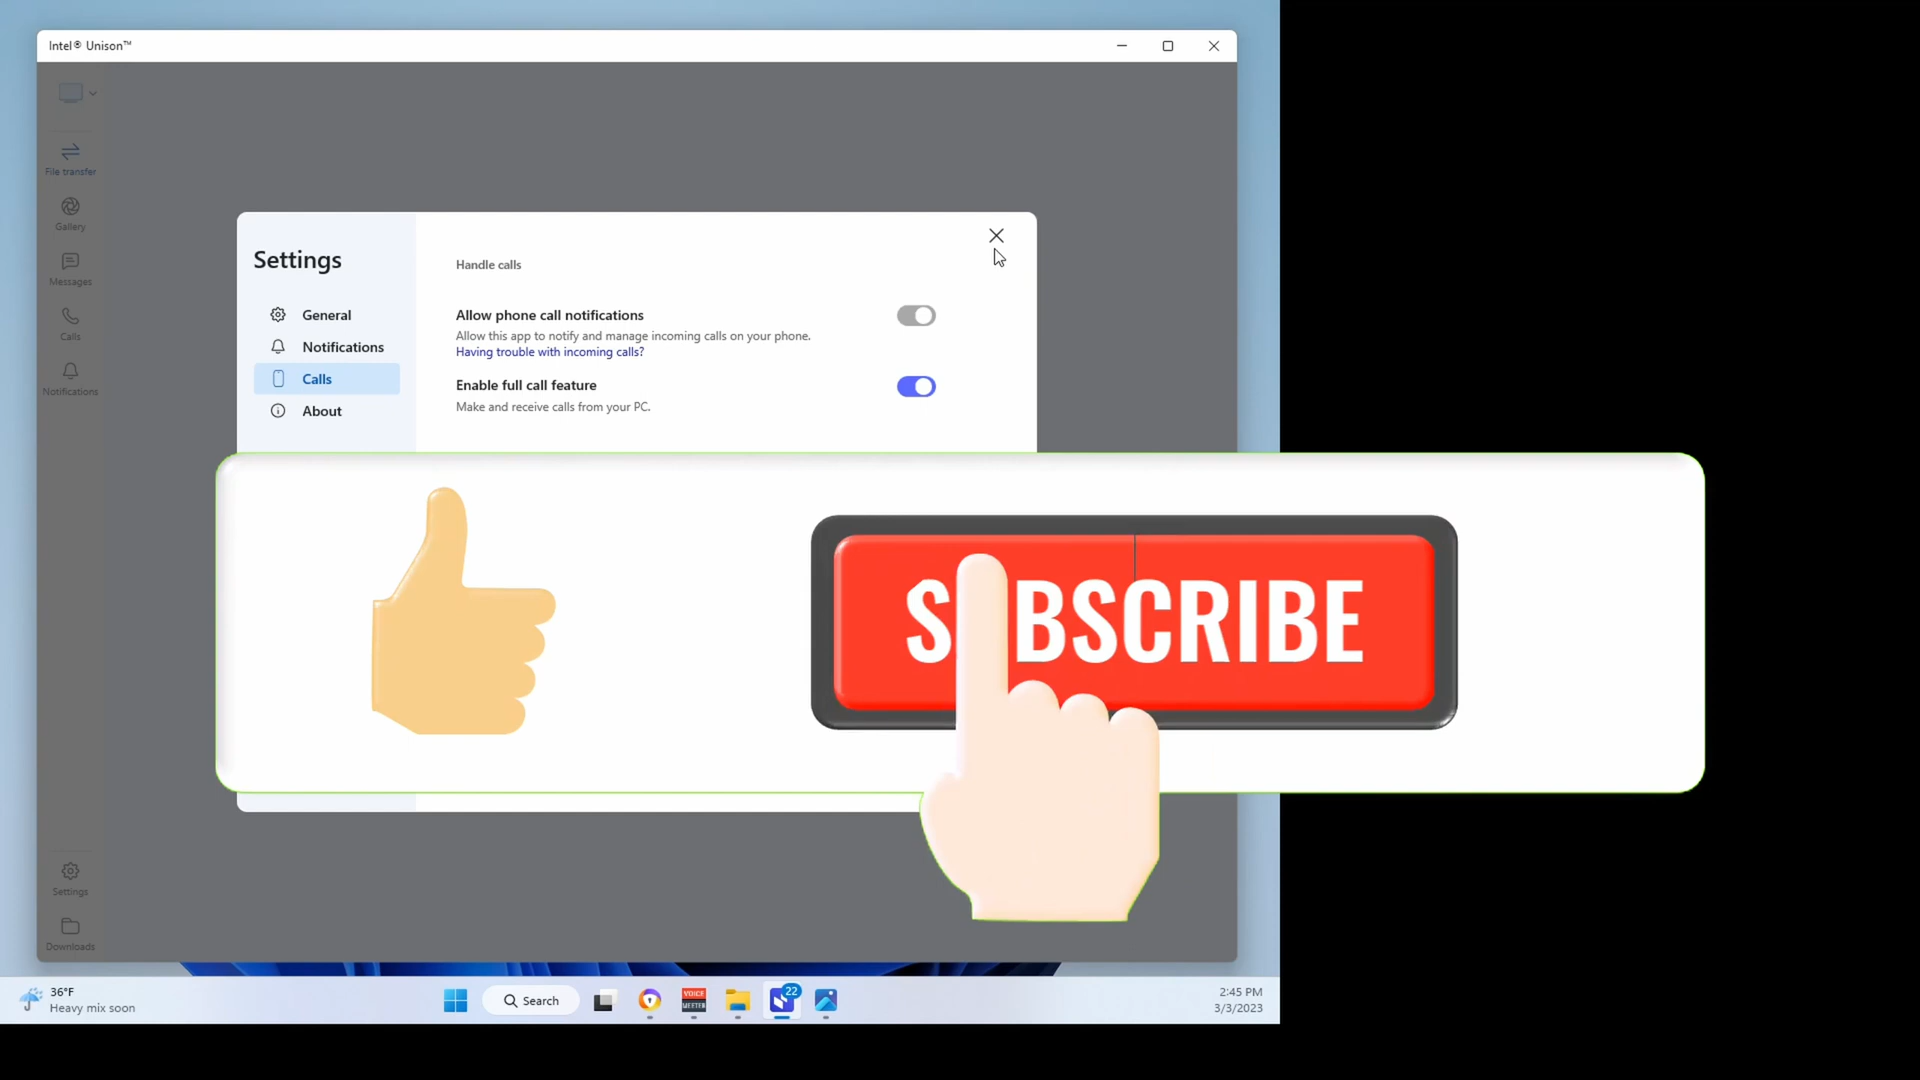 Intel® Unison™
File transfer
Gallery
Messages
Calls
Notifications
Settings
Downloads
Settings
General
Notifications
Calls
About
Handle calls
Allow phone call notifications
Allow this app to notify and manage incoming calls on your phone.
Having trouble with incoming calls?
Enable full call feature
Make and receive calls from your PC.
S BSCRIBE
36°F
Heavy mix soon
Search
VOICE
MEETER
22
2:45 PM
3/3/2023